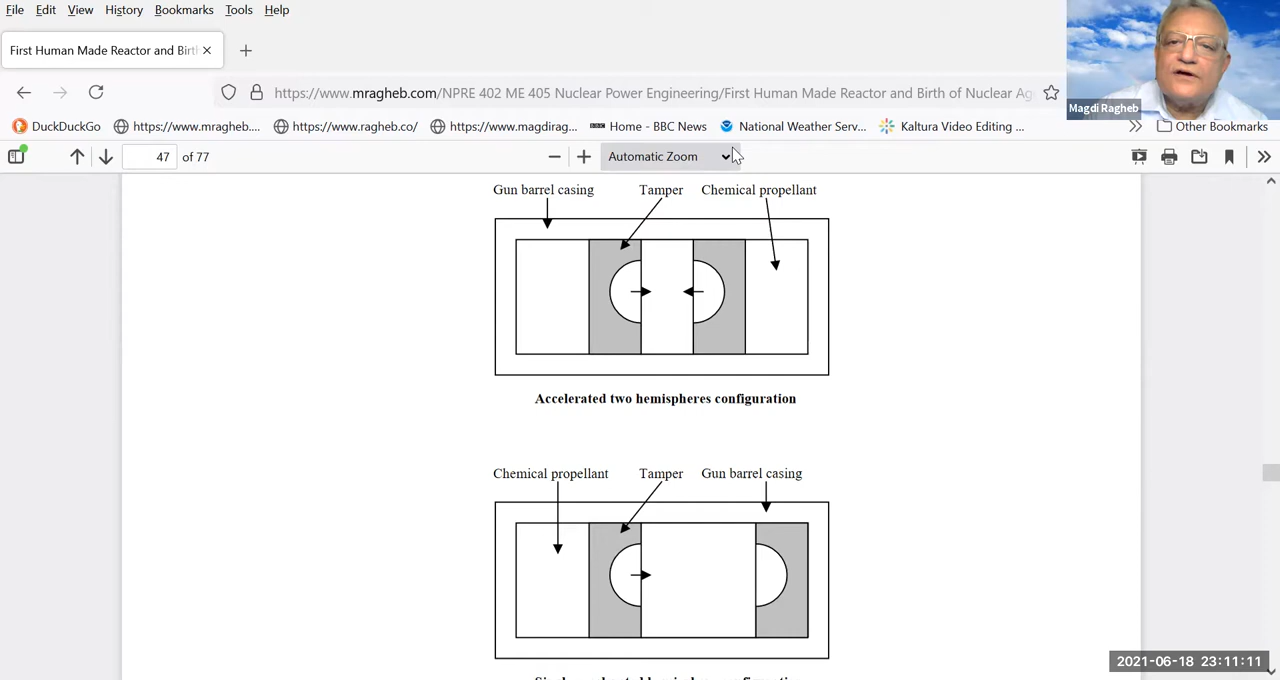 File Edit View History Bookmarks Tools Help
First Human Made Reactor and Birt
https://www.mragheb.com/NPRE 402 ME 405 Nuclear Power Engineering/First Human Made Reactor and Birth of Nuclear Ag
Magdi Ragheb
DuckDuckGo https://www.mragheb.... https://www.ragheb.co/ https://www.magdirag... BBC Home - BBC News National Weather Serv... Kaltura Video Editing ... Other Bookmarks
47 of 77 Automatic Zoom
Gun barrel casing Tamper Chemical propellant
Accelerated two hemispheres configuration
Chemical propellant Tamper Gun barrel casing
2021-06-18 23:11:11